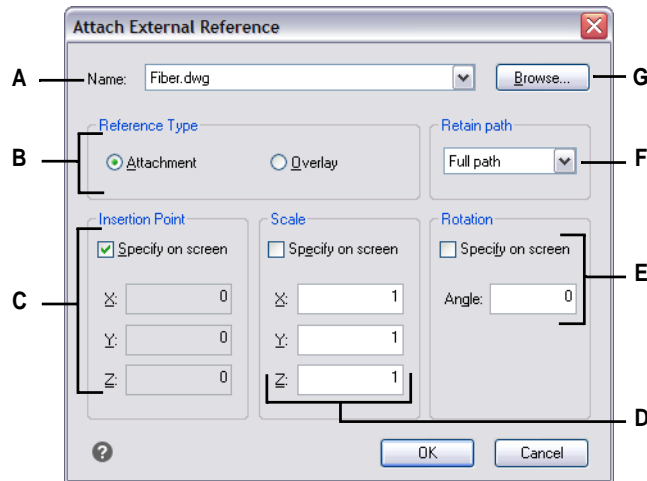 Attach External Reference
A Name: Fiber.dwg Browse... G
Reference Type Retain path
B Attachment Overlay Full path F
Insertion Point Scale Rotation
Specify on screen Specify on screen Specify on screen
C X: 0 X: 1 Angle: 0 E
Y: 0 Y: 1
Z: 0 Z: 1
D
? OK Cancel